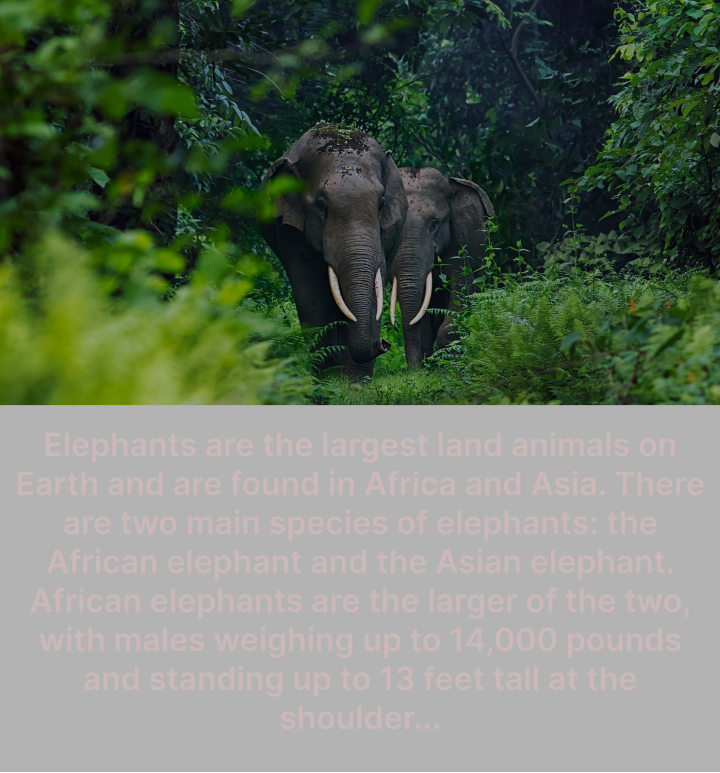 Elephants are the largest land animals on
Earth and are found in Africa and Asia. There
are two main species of elephants: the
African elephant and the Asian elephant.
African elephants are the larger of the two,
with males weighing up to 14,000 pounds
and standing up to 13 feet tall at the
shoulder...